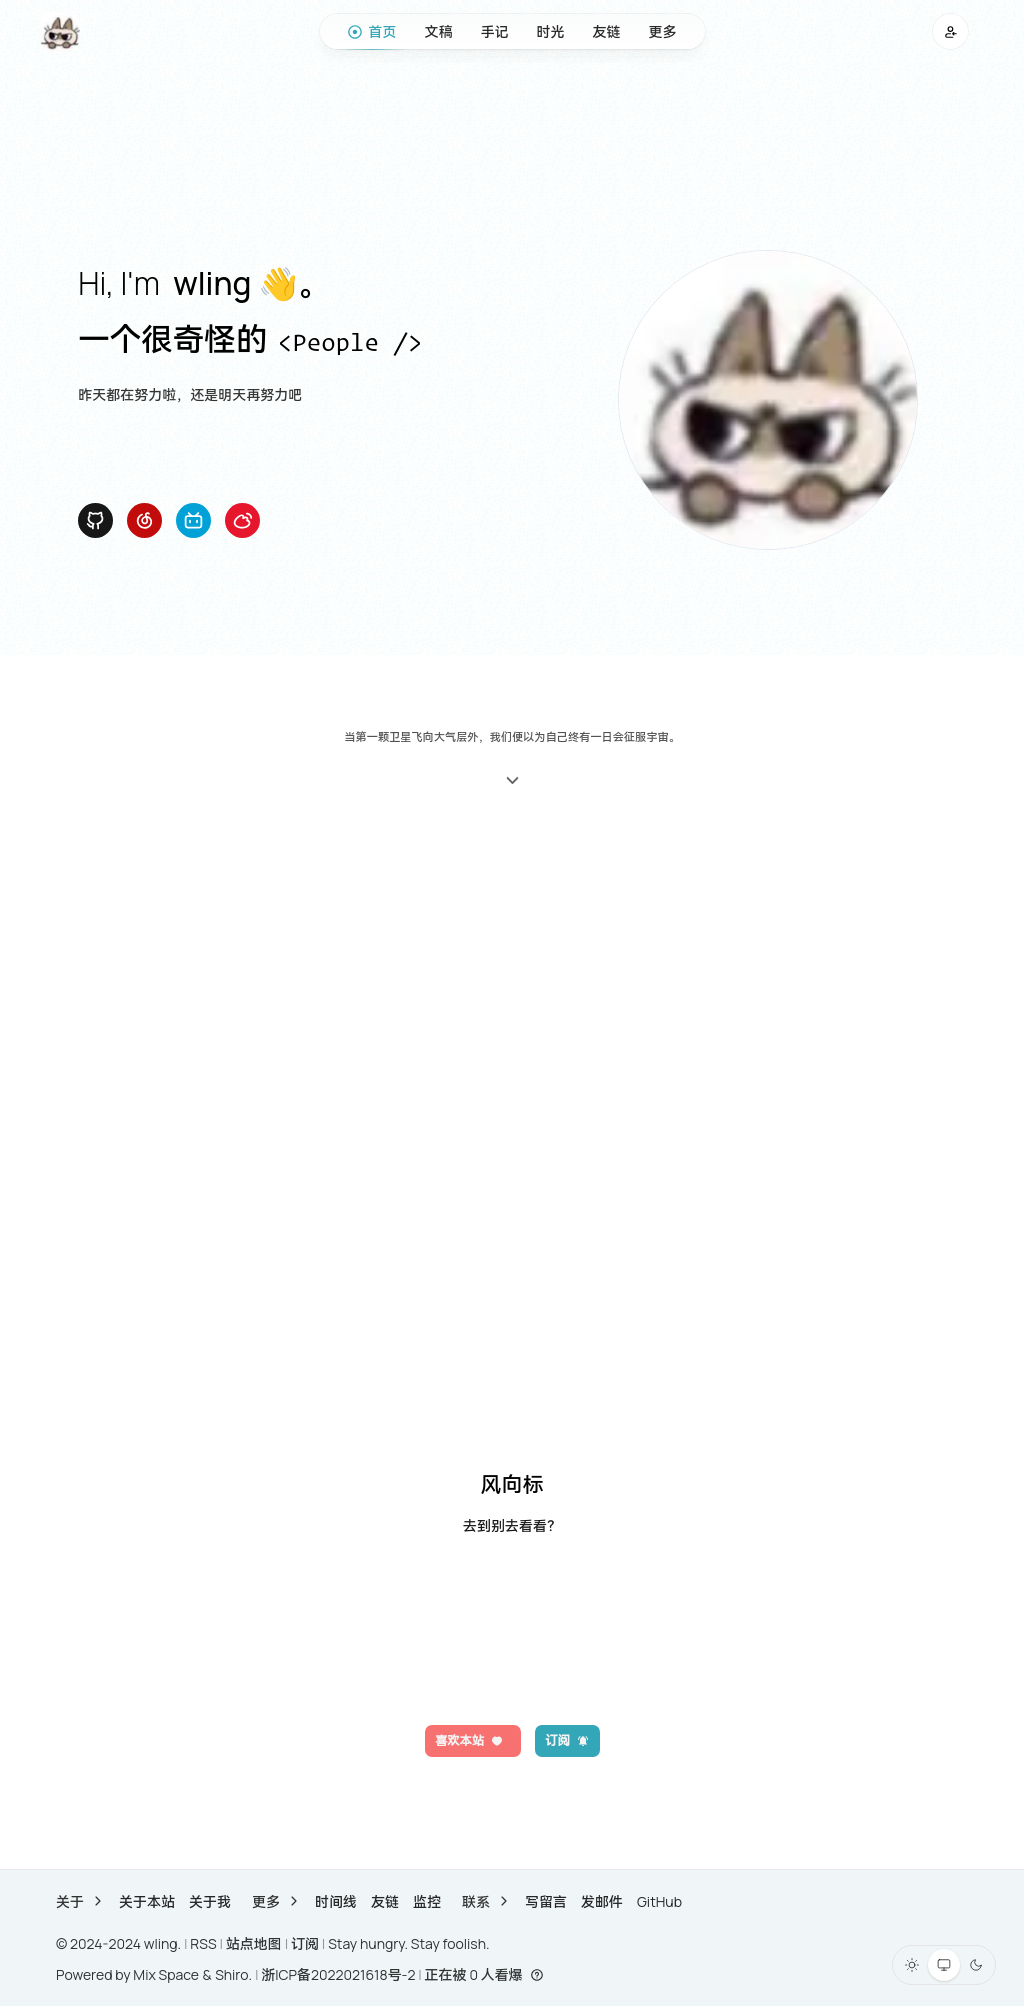 首页 文稿 手记 时光 友链 更多
Hi, I'm wling 👋。
一个很奇怪的 <People />
昨天都在努力啦，还是明天再努力吧
当第一颗卫星飞向大气层外，我们便以为自己终有一日会征服宇宙。
风向标
去到别去看看？
喜欢本站 订阅
关于 > 关于本站 关于我 更多 > 时间线 友链 监控 联系 > 写留言 发邮件 GitHub
© 2024-2024 wling. | RSS | 站点地图 | 订阅 | Stay hungry. Stay foolish.
Powered by Mix Space & Shiro. | 浙ICP备2022021618号-2 | 正在被 0 人看爆